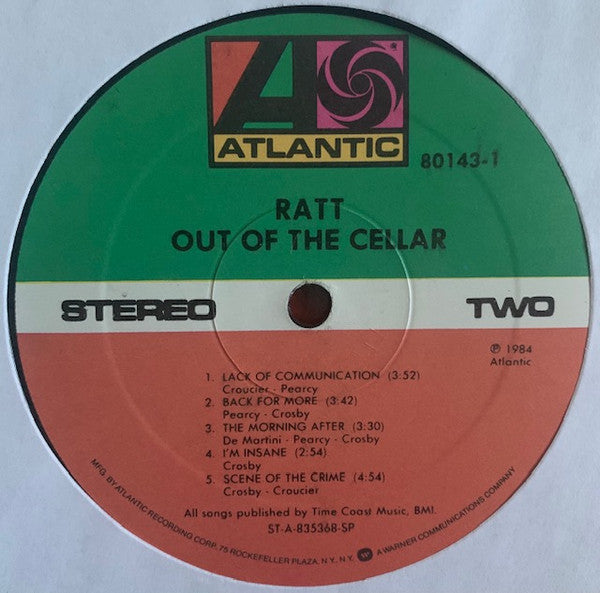 ATLANTIC
80143-1
RATT
OUT OF THE CELLAR
STEREO TWO
℗ 1984
Atlantic
1. LACK OF COMMUNICATION (3:52)
Croucier - Pearcy
2. BACK FOR MORE (3:42)
Pearcy - Crosby
3. THE MORNING AFTER (3:30)
De Martini - Pearcy - Crosby
4. I'M INSANE (2:54)
Crosby
5. SCENE OF THE CRIME (4:54)
Crosby - Croucier
All songs published by Time Coast Music, BMI.
ST-A-835368-SP
MFG. BY ATLANTIC RECORDING CORP. 75 ROCKEFELLER PLAZA, N.Y. N.Y. A WARNER COMMUNICATIONS COMPANY